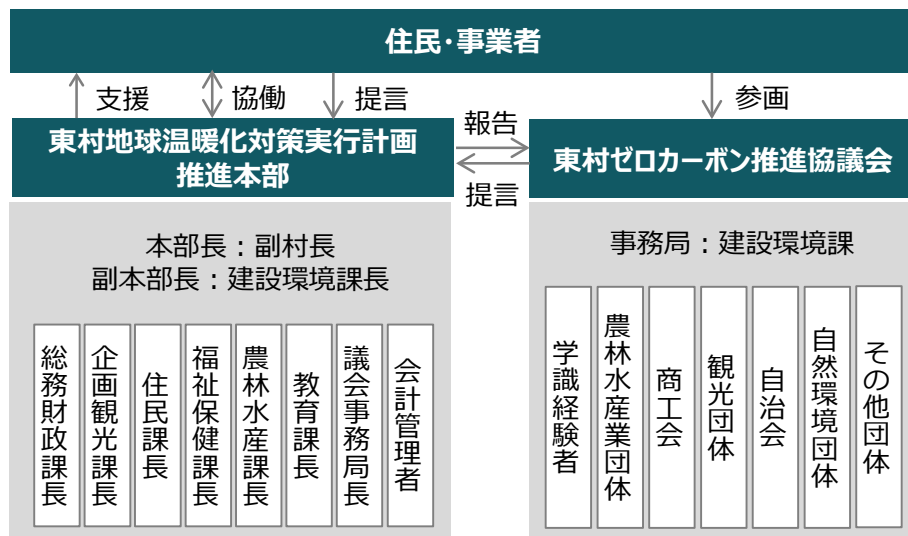 住民･事業者
支援
協働
提言
参画
東村地球温暖化対策実行計画
推進本部
報告
提言
東村ゼロカーボン推進協議会
本部長：副村長
副本部長：建設環境課長
総務財政課長
企画観光課長
住民課長
福祉保健課長
農林水産課長
教育課長
議会事務局長
会計管理者
事務局：建設環境課
学識経験者
農林水産業団体
商工会
観光団体
自治会
自然環境団体
その他団体